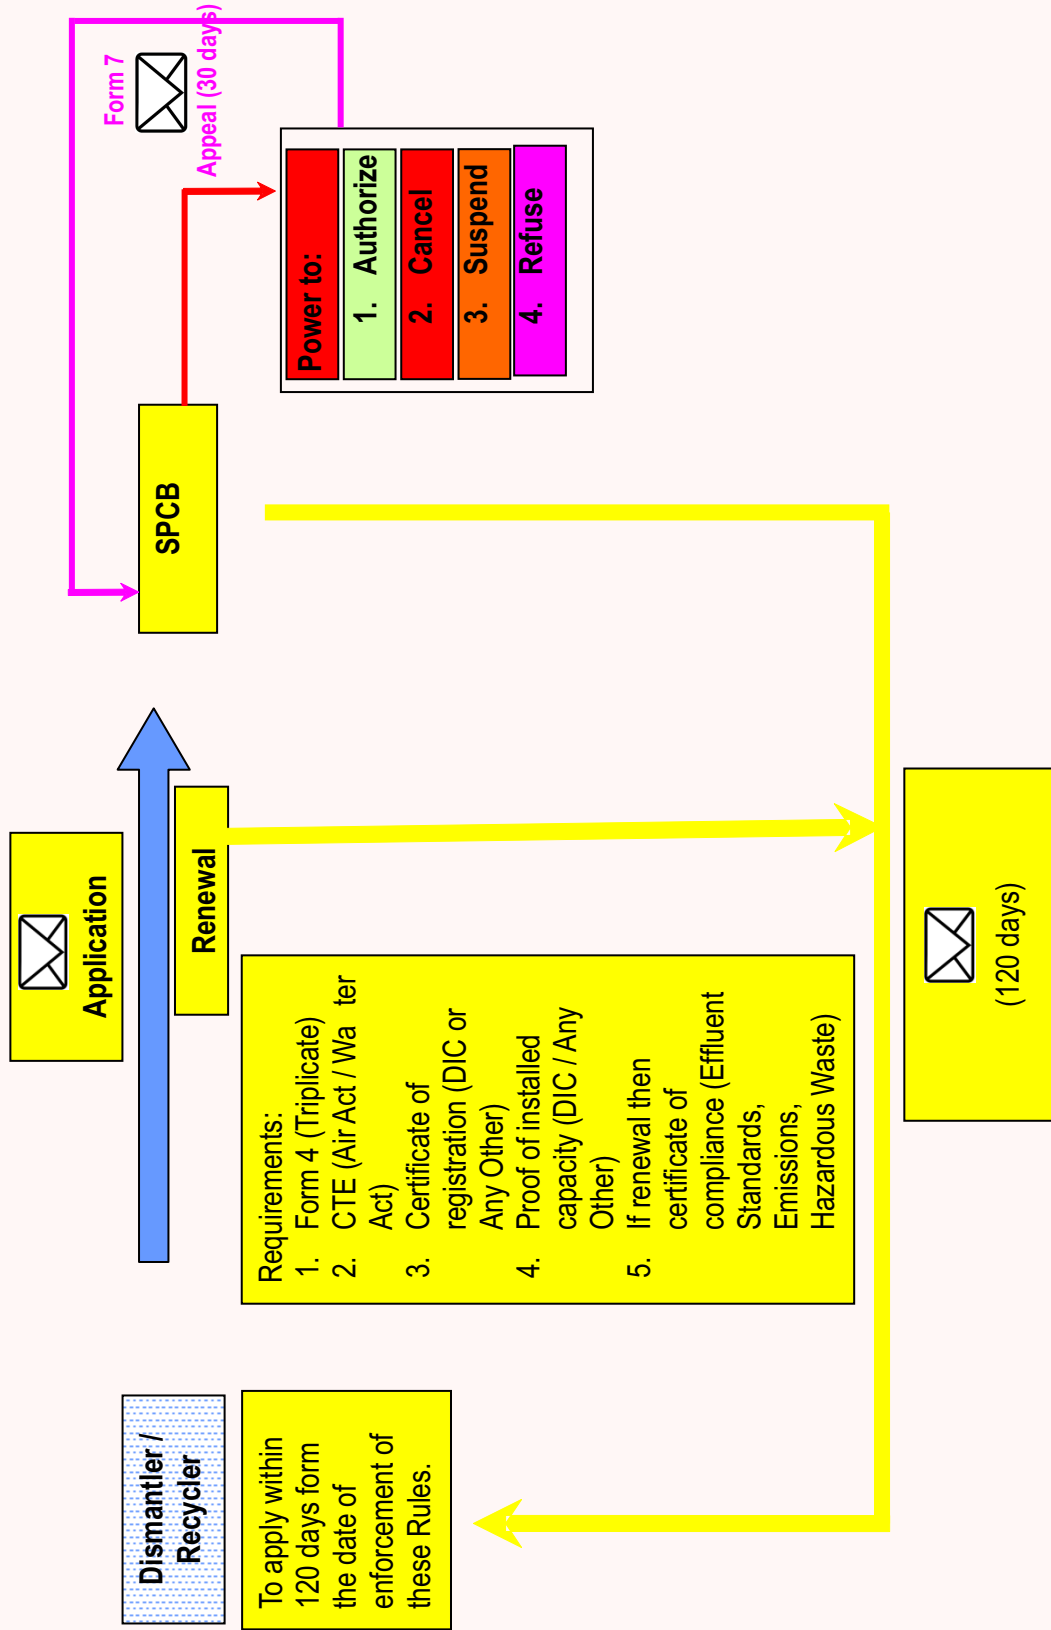 Application
Form 7
Appeal (30 days)
Dismantler /
Recycler
SPCB
Renewal
To apply within
120 days form
the date of
enforcement of
these Rules.
Requirements:
1. Form 4 (Triplicate)
2. CTE (Air Act / Wa ter
Act)
3. Certificate of
registration (DIC or
Any Other)
4. Proof of installed
capacity (DIC / Any
Other)
5. If renewal then
certificate of
compliance (Effluent
Standards,
Emissions,
Hazardous Waste)
Power to:
1. Authorize
2. Cancel
3. Suspend
4. Refuse
(120 days)